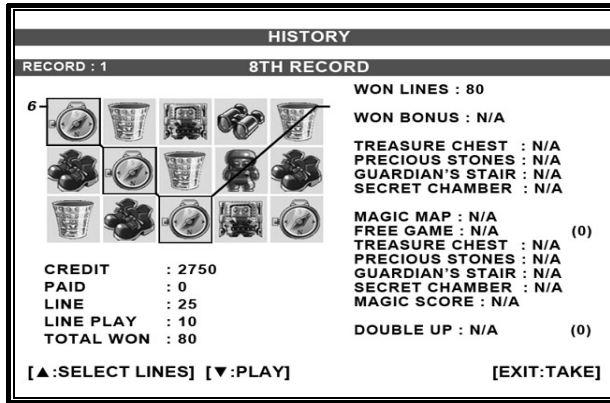 HISTORY
RECORD : 1 8TH RECORD
6
WON LINES : 80
WON BONUS : N/A
TREASURE CHEST : N/A
PRECIOUS STONES : N/A
GUARDIAN'S STAIR : N/A
SECRET CHAMBER : N/A
MAGIC MAP : N/A
FREE GAME : N/A (0)
TREASURE CHEST : N/A
PRECIOUS STONES : N/A
GUARDIAN'S STAIR : N/A
SECRET CHAMBER : N/A
MAGIC SCORE : N/A
DOUBLE UP : N/A (0)
CREDIT : 2750
PAID : 0
LINE : 25
LINE PLAY : 10
TOTAL WON : 80
[▲:SELECT LINES] [▼:PLAY] [EXIT:TAKE]